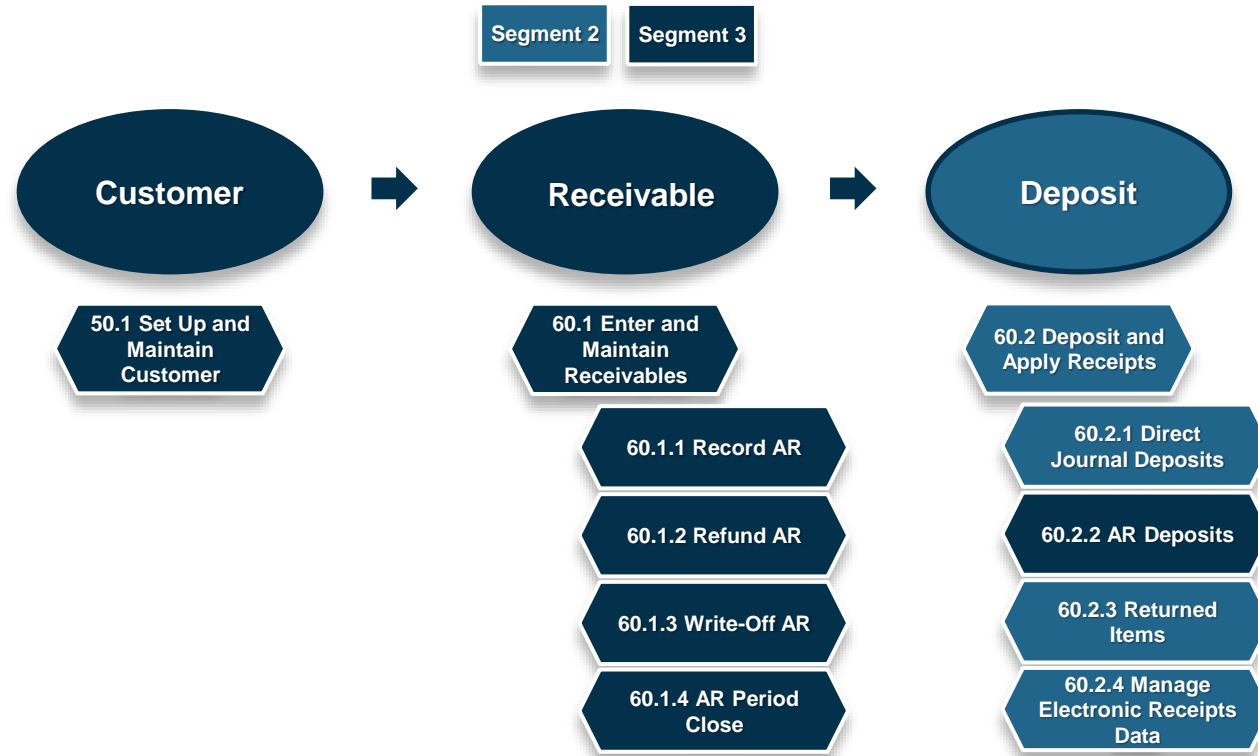 Segment 2
Segment 3
Customer
Receivable
Deposit
50.1 Set Up and
Maintain
Customer
60.1 Enter and
Maintain
Receivables
60.2 Deposit and
Apply Receipts
60.1.1 Record AR
60.1.2 Refund AR
60.1.3 Write-Off AR
60.1.4 AR Period
Close
60.2.1 Direct
Journal Deposits
60.2.2 AR Deposits
60.2.3 Returned
Items
60.2.4 Manage
Electronic Receipts
Data